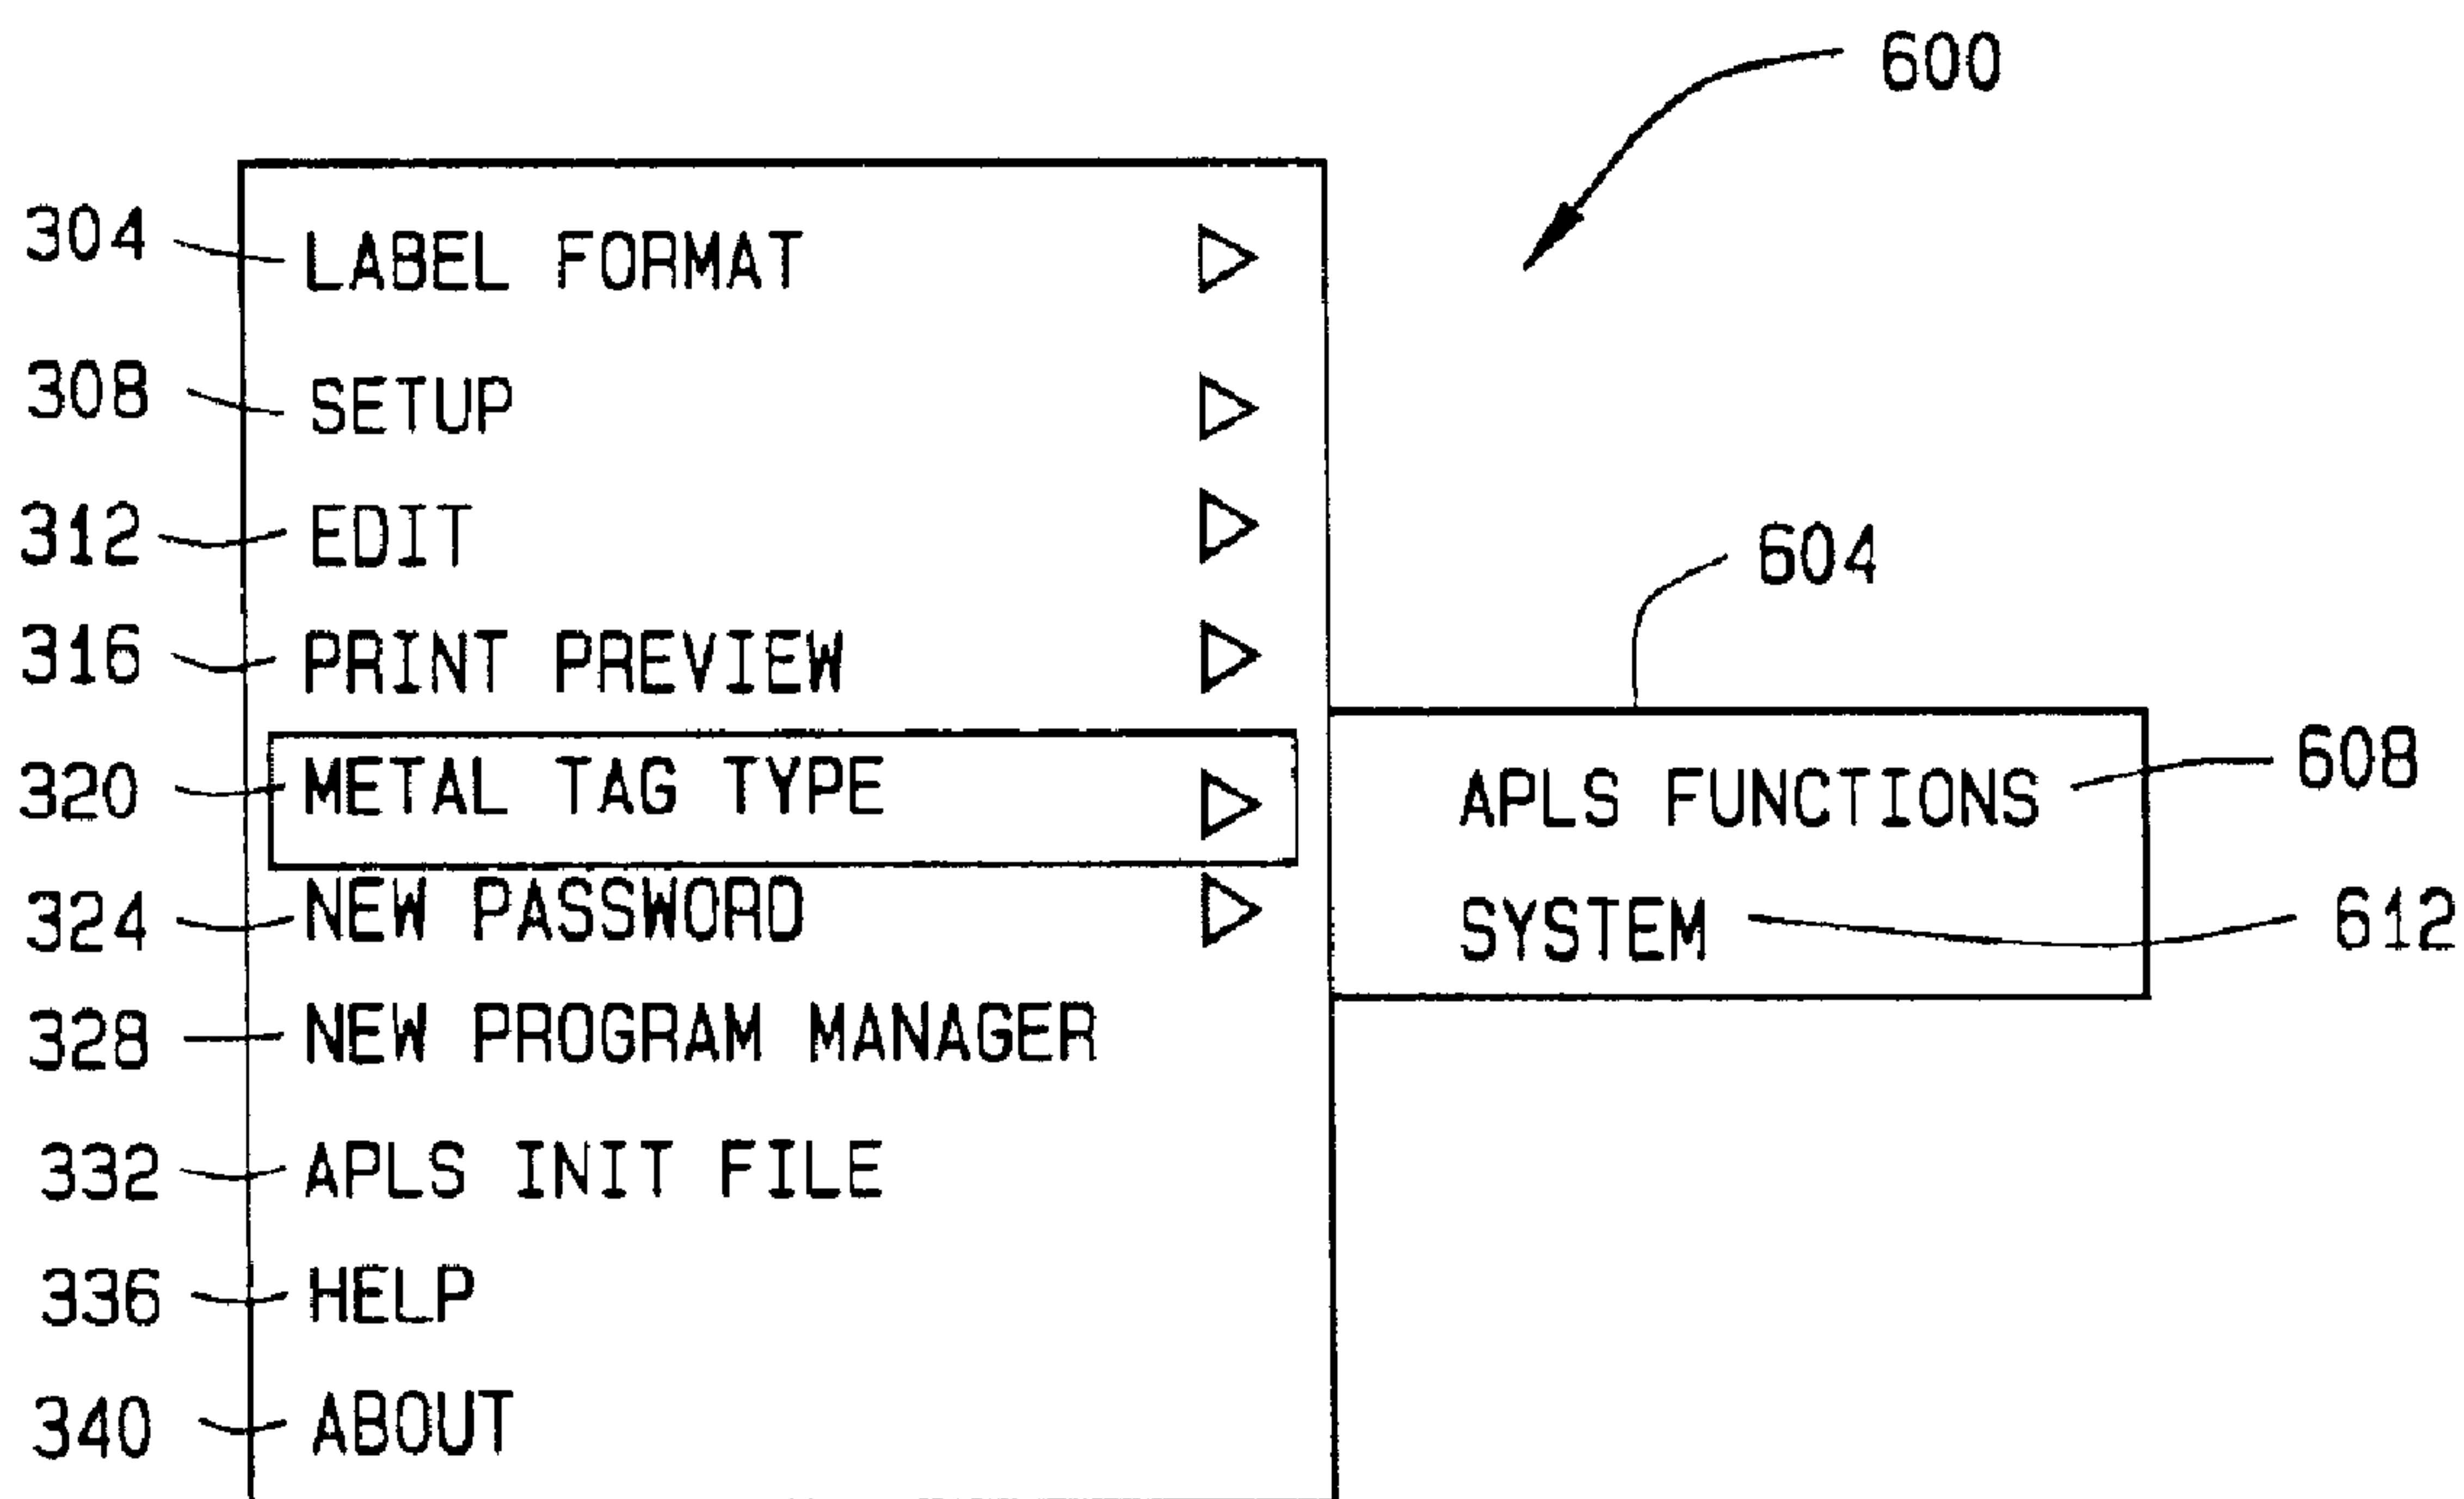 600
304 LABEL FORMAT
308 SETUP
312 EDIT
604
316 PRINT PREVIEW
320 METAL TAG TYPE
APLS FUNCTIONS 608
324 NEW PASSWORD
SYSTEM 612
328 NEW PROGRAM MANAGER
332 APLS INIT FILE
336 HELP
340 ABOUT